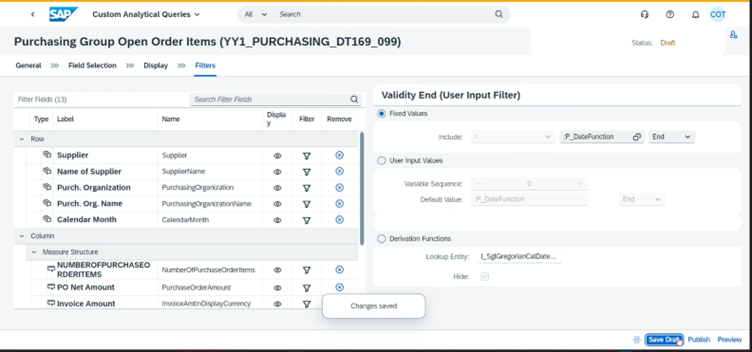 SAP Custom Analytical Queries All Search COT
Purchasing Group Open Order Items (YY1_PURCHASING_DT169_099)
Status: Draft
General Field Selection Display Filters
Filter Fields (13) Search Filter Fields
Type Label Name Displa
y Filter Remove
Row
Supplier Supplier
Name of Supplier SupplierName
Purch. Organization PurchasingOrganization
Purch. Org. Name PurchasingOrganizationName
Calendar Month CalendarMonth
Column
Measure Structure
NUMBEROFPURCHASEO
RDERITEMS NumberOfPurchaseOrderItems
PO Net Amount PurchaseOrderAmount
Invoice Amount InvoiceAmtInDisplayCurrency
Validity End (User Input Filter)
Fixed Values
Include: = :P_DateFunction End
User Input Values
Variable Sequence: 0
Default Value: :P_DateFunction End
Derivation Functions
Lookup Entity: I_SglGregorianCalDate...
Hide:
Changes saved
Save Draft Publish Preview